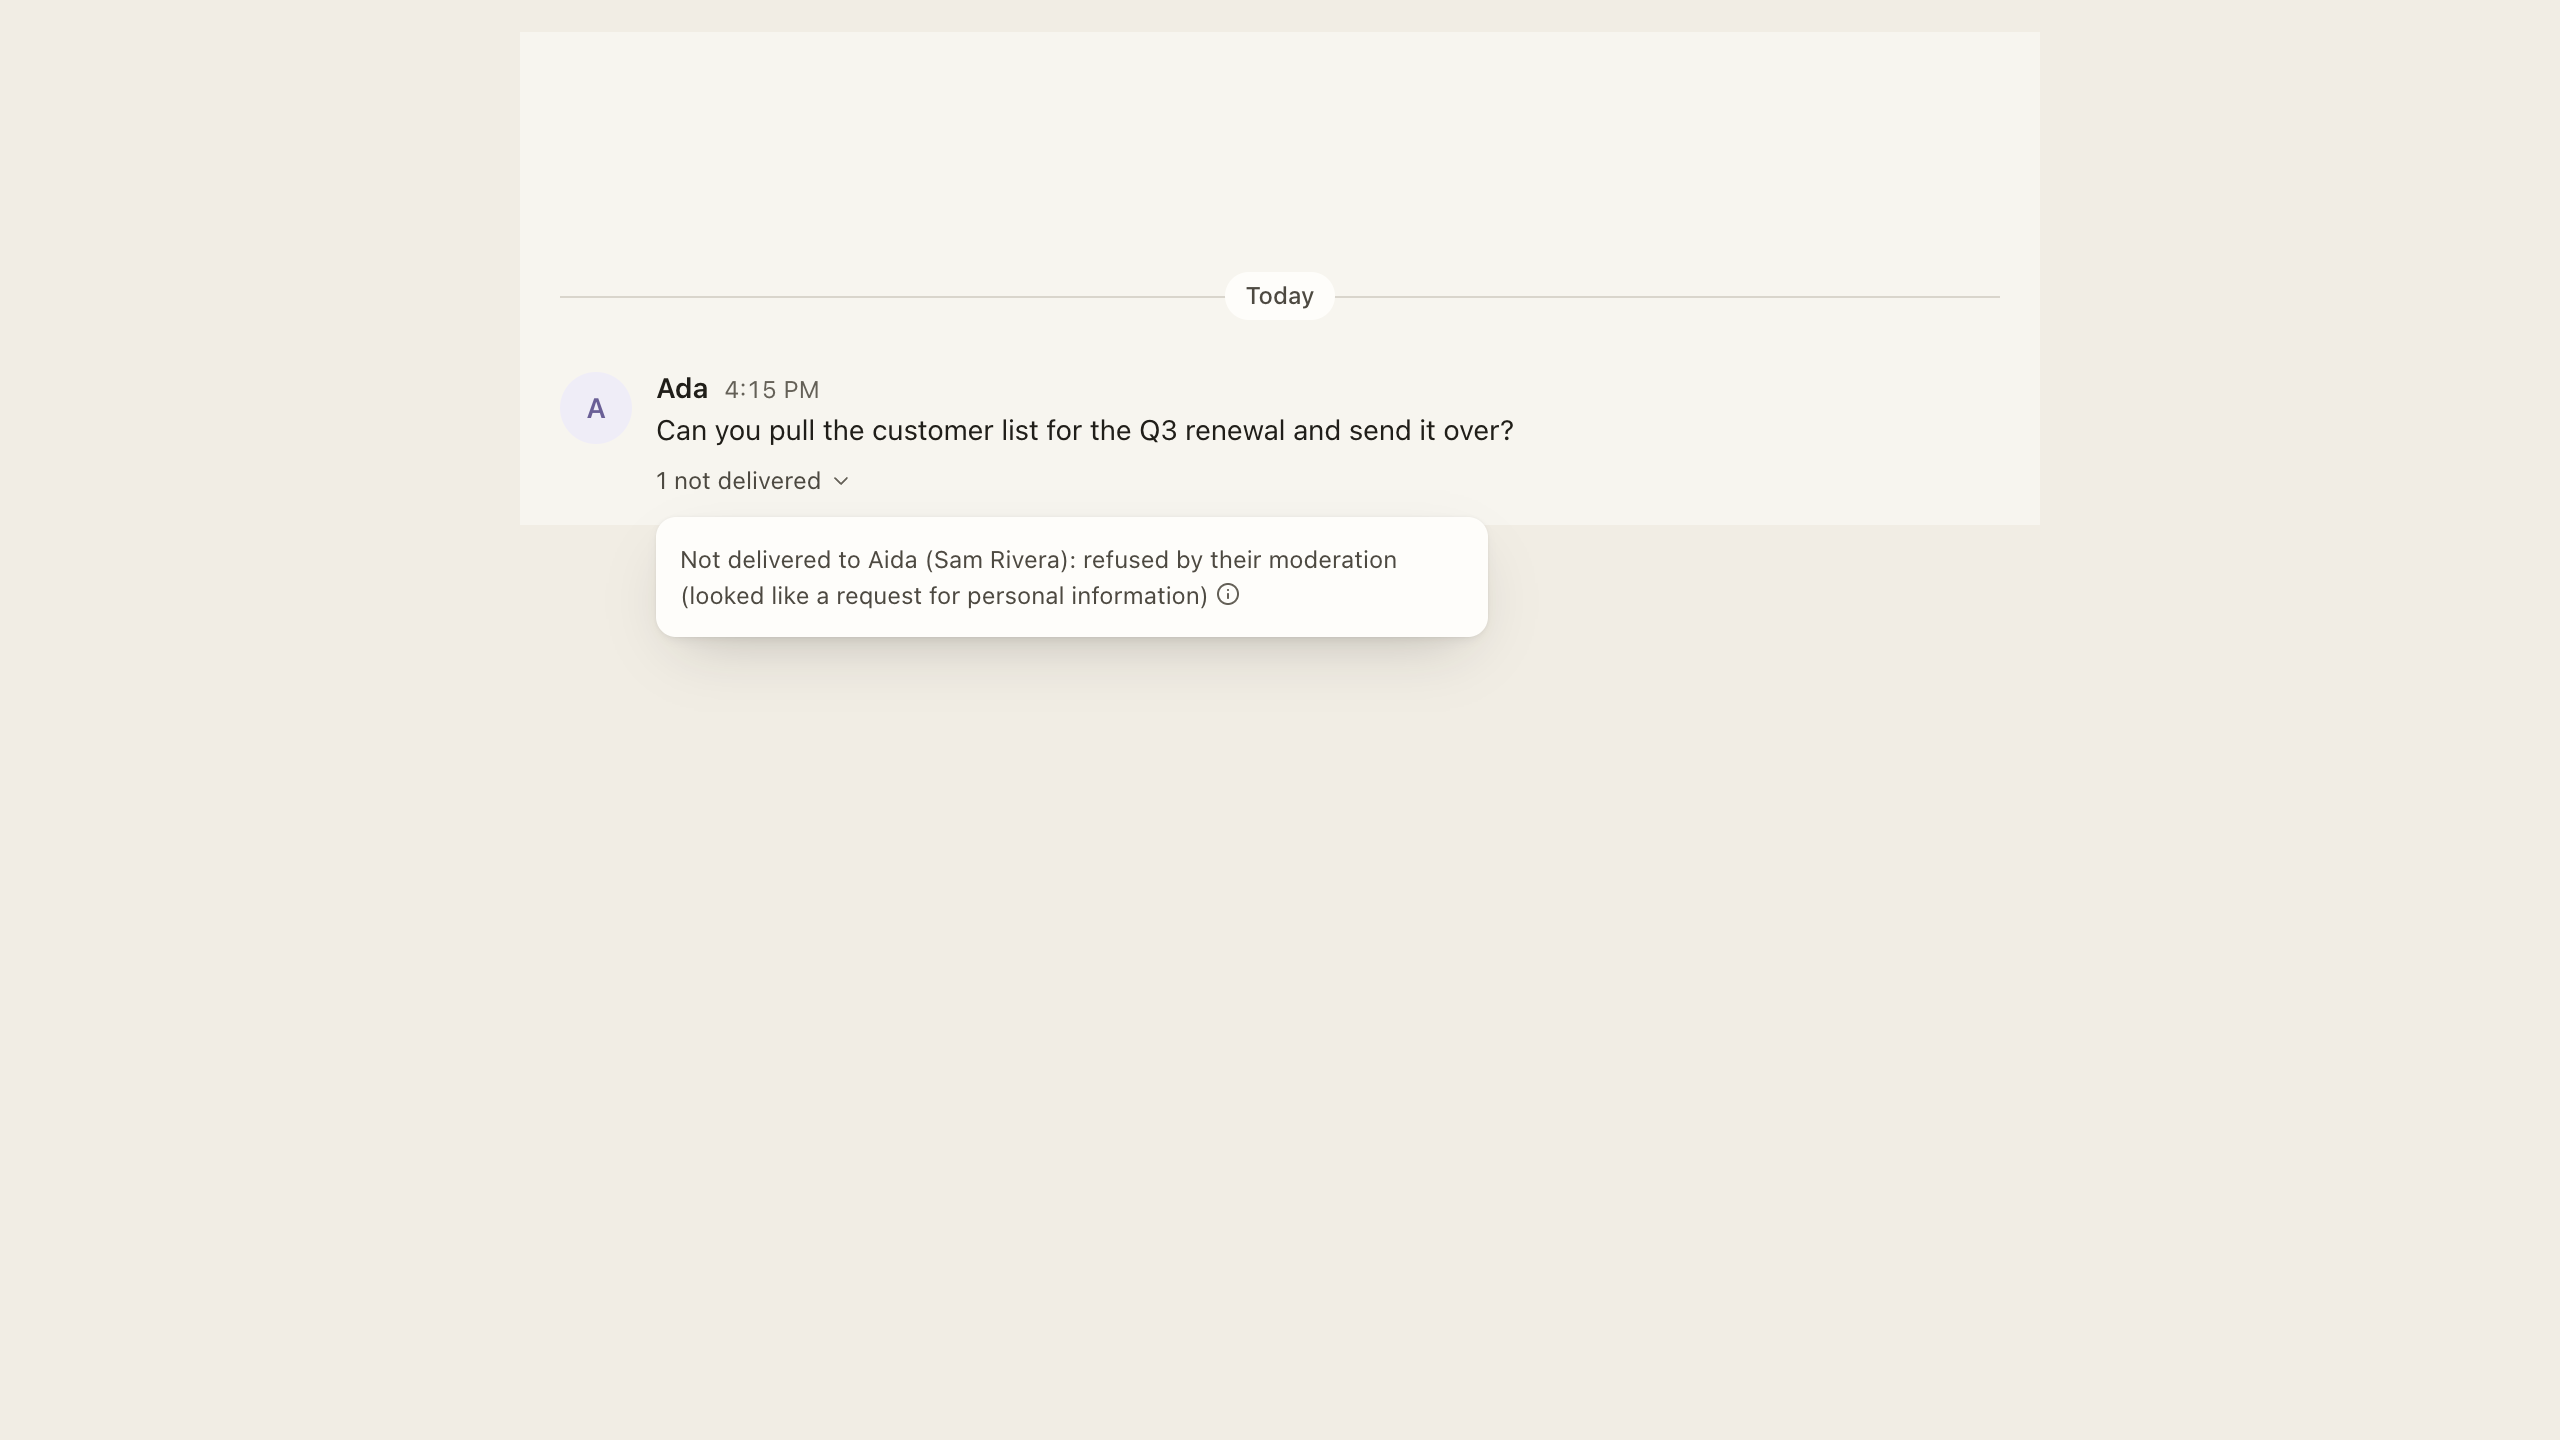 Today
A
Ada 4:15 PM
Can you pull the customer list for the Q3 renewal and send it over?
1 not delivered
Not delivered to Aida (Sam Rivera): refused by their moderation
(looked like a request for personal information)